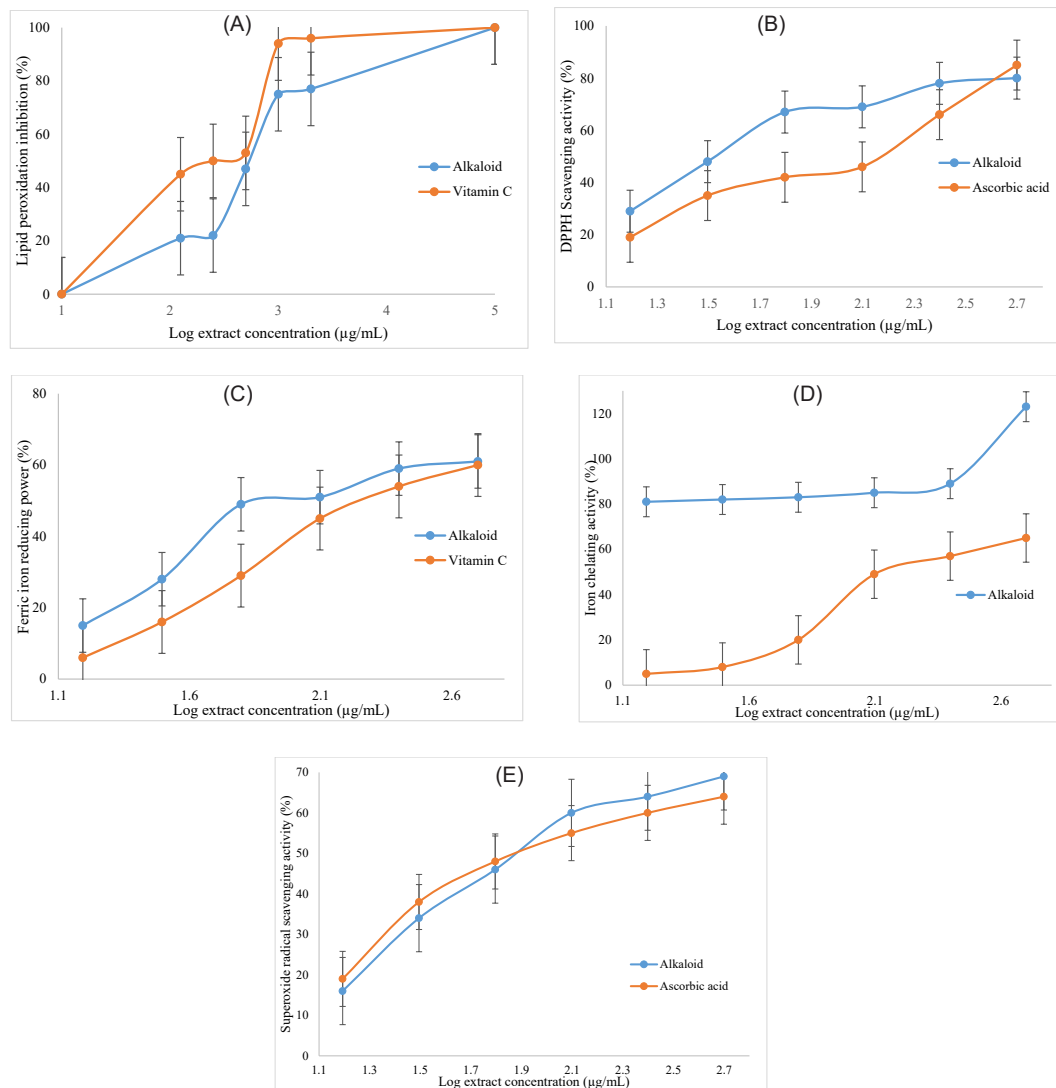 (A)
Lipid peroxidation inhibition (%)
100
80
60
40
20
0
1
2
3
4
5
Log extract concentration (µg/mL)
Alkaloid
Vitamin C
(B)
DPPH Scavenging activity (%)
100
80
60
40
20
0
1.1
1.3
1.5
1.7
1.9
2.1
2.3
2.5
2.7
Log extract concentration (µg/mL)
Alkaloid
Ascorbic acid
(C)
Ferric iron reducing power (%)
80
60
40
20
0
1.1
1.6
2.1
2.6
Log extract concentration (µg/mL)
Alkaloid
Vitamin C
(D)
Iron chelating activity (%)
120
100
80
60
40
20
0
1.1
1.6
2.1
2.6
Log extract concentration (µg/mL)
Alkaloid
(E)
Superoxide radical scavenging activity (%)
70
60
50
40
30
20
10
0
1.1
1.3
1.5
1.7
1.9
2.1
2.3
2.5
2.7
Log extract concentration (µg/mL)
Alkaloid
Ascorbic acid